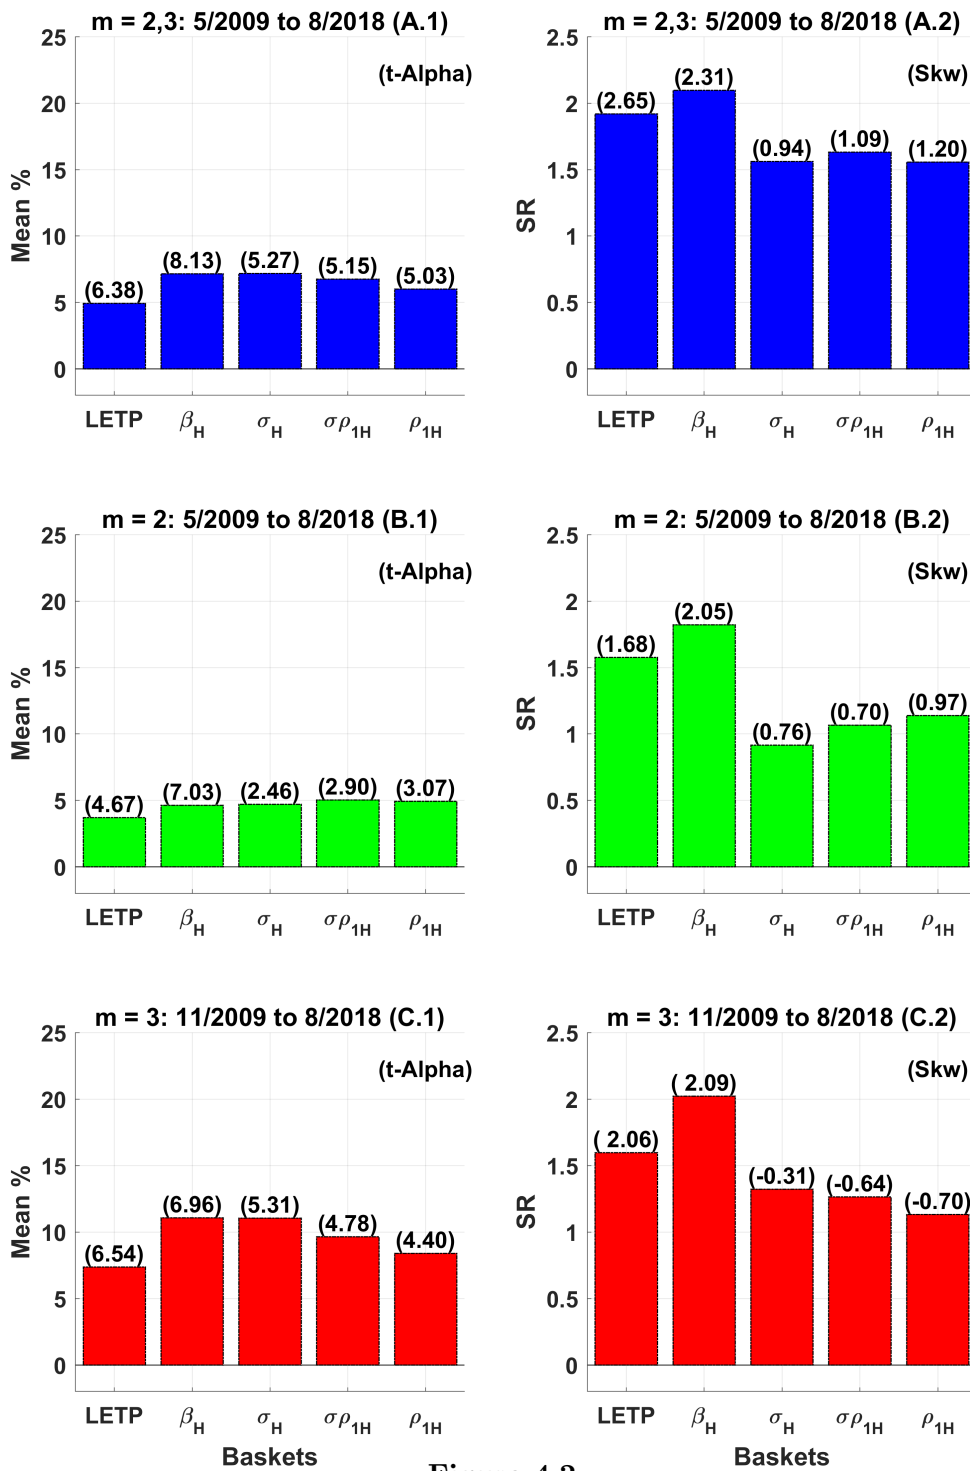 m = 2,3: 5/2009 to 8/2018 (A.1)
25
20
15
10
5
0
Mean %
(t-Alpha)
(6.38)
(8.13)
(5.27)
(5.15)
(5.03)
LETP β_H σ_H σρ_1H ρ_1H
m = 2,3: 5/2009 to 8/2018 (A.2)
2.5
2
1.5
1
0.5
0
SR
(Skw)
(2.65)
(2.31)
(0.94)
(1.09)
(1.20)
LETP β_H σ_H σρ_1H ρ_1H
m = 2: 5/2009 to 8/2018 (B.1)
25
20
15
10
5
0
Mean %
(t-Alpha)
(4.67)
(7.03)
(2.46)
(2.90)
(3.07)
LETP β_H σ_H σρ_1H ρ_1H
m = 2: 5/2009 to 8/2018 (B.2)
2.5
2
1.5
1
0.5
0
SR
(Skw)
(1.68)
(2.05)
(0.76)
(0.70)
(0.97)
LETP β_H σ_H σρ_1H ρ_1H
m = 3: 11/2009 to 8/2018 (C.1)
25
20
15
10
5
0
Mean %
(t-Alpha)
(6.54)
(6.96)
(5.31)
(4.78)
(4.40)
LETP β_H σ_H σρ_1H ρ_1H
Baskets
m = 3: 11/2009 to 8/2018 (C.2)
2.5
2
1.5
1
0.5
0
SR
(Skw)
( 2.06)
( 2.09)
(-0.31)
(-0.64)
(-0.70)
LETP β_H σ_H σρ_1H ρ_1H
Baskets